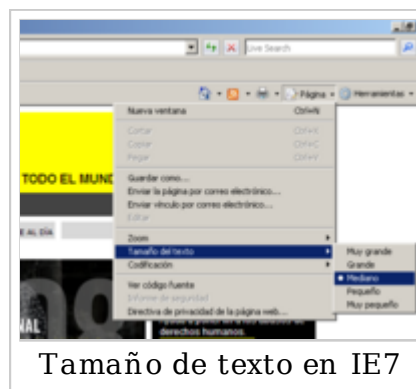 Live Search
Página
Herramientas
Nueva ventana Ctrl+N
Cortar Ctrl+X
Copiar Ctrl+C
Pegar Ctrl+V
TODO EL MUND
Guardar como...
Enviar la página por correo electrónico...
Enviar vínculo por correo electrónico...
Editar
E AL DÍA
Zoom
Tamaño del texto
Codificación
Muy grande
Grande
Mediano
Pequeño
Muy pequeño
Ver código fuente
Informe de seguridad
Directiva de privacidad de la página web...
NAL
derechos humanos.
Tamaño de texto en IE7